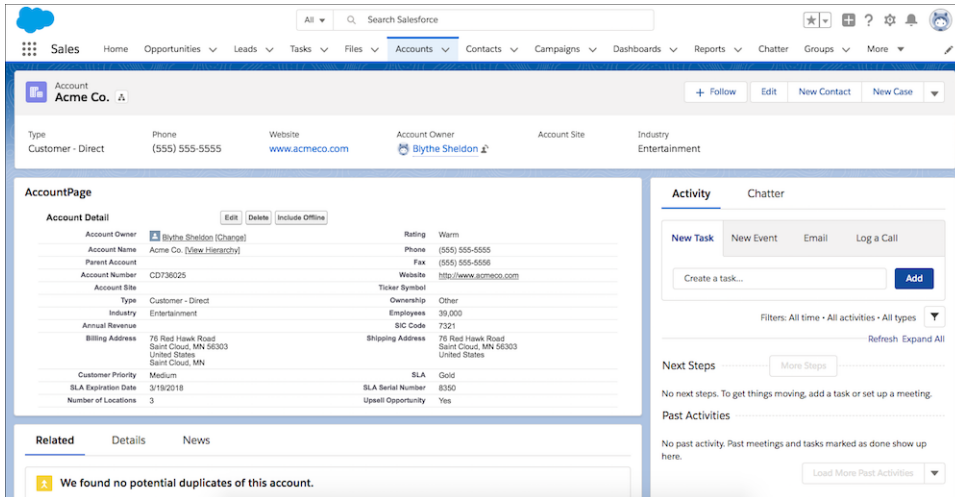 All
Search Salesforce
Sales Home Opportunities Leads Tasks Files Accounts Contacts Campaigns Dashboards Reports Chatter Groups More
Account
Acme Co.
+ Follow Edit New Contact New Case
Type Phone Website Account Owner Account Site Industry
Customer - Direct (555) 555-5555 www.acmeco.com Blythe Sheldon Entertainment
AccountPage
Account Detail Edit Delete Include Offline
Account Owner Blythe Sheldon [Change] Rating Warm
Account Name Acme Co. [View Hierarchy] Phone (555) 555-5555
Parent Account Fax (555) 555-5556
Account Number CD736025 Website http://www.acmeco.com
Account Site Ticker Symbol
Type Customer - Direct Ownership Other
Industry Entertainment Employees 39,000
Annual Revenue SIC Code 7321
Billing Address 76 Red Hawk Road Shipping Address 76 Red Hawk Road
Saint Cloud, MN 56303 Saint Cloud, MN 56303
United States United States
Saint Cloud, MN
Customer Priority Medium SLA Gold
SLA Expiration Date 3/19/2018 SLA Serial Number 8350
Number of Locations 3 Upsell Opportunity Yes
Related Details News
We found no potential duplicates of this account.
Activity Chatter
New Task New Event Email Log a Call
Create a task... Add
Filters: All time • All activities • All types
Refresh Expand All
Next Steps More Steps
No next steps. To get things moving, add a task or set up a meeting.
Past Activities
No past activity. Past meetings and tasks marked as done show up
here.
Load More Past Activities